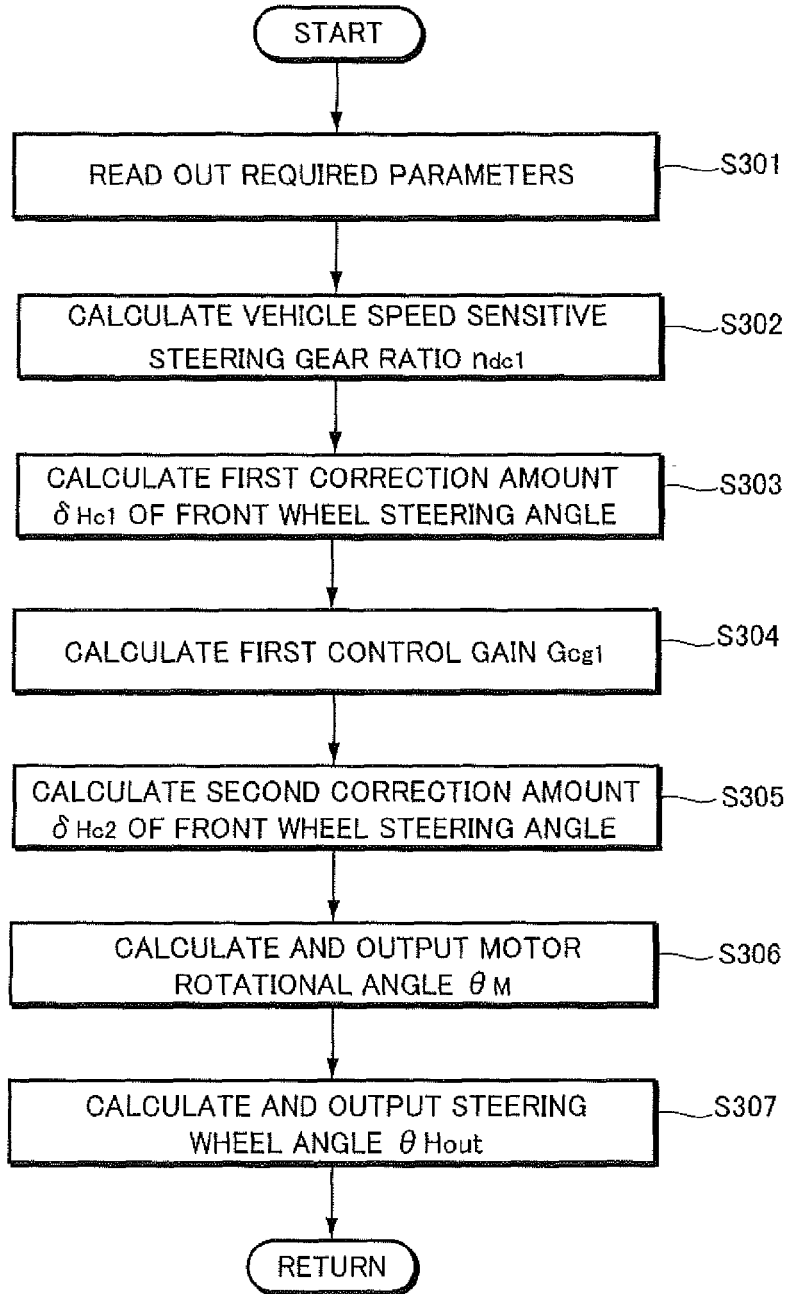 START
READ OUT REQUIRED PARAMETERS
S301
CALCULATE VEHICLE SPEED SENSITIVE
STEERING GEAR RATIO ndc1
S302
CALCULATE FIRST CORRECTION AMOUNT
δHc1 OF FRONT WHEEL STEERING ANGLE
S303
CALCULATE FIRST CONTROL GAIN Gcg1
S304
CALCULATE SECOND CORRECTION AMOUNT
δHc2 OF FRONT WHEEL STEERING ANGLE
S305
CALCULATE AND OUTPUT MOTOR
ROTATIONAL ANGLE θM
S306
CALCULATE AND OUTPUT STEERING
WHEEL ANGLE θHout
S307
RETURN